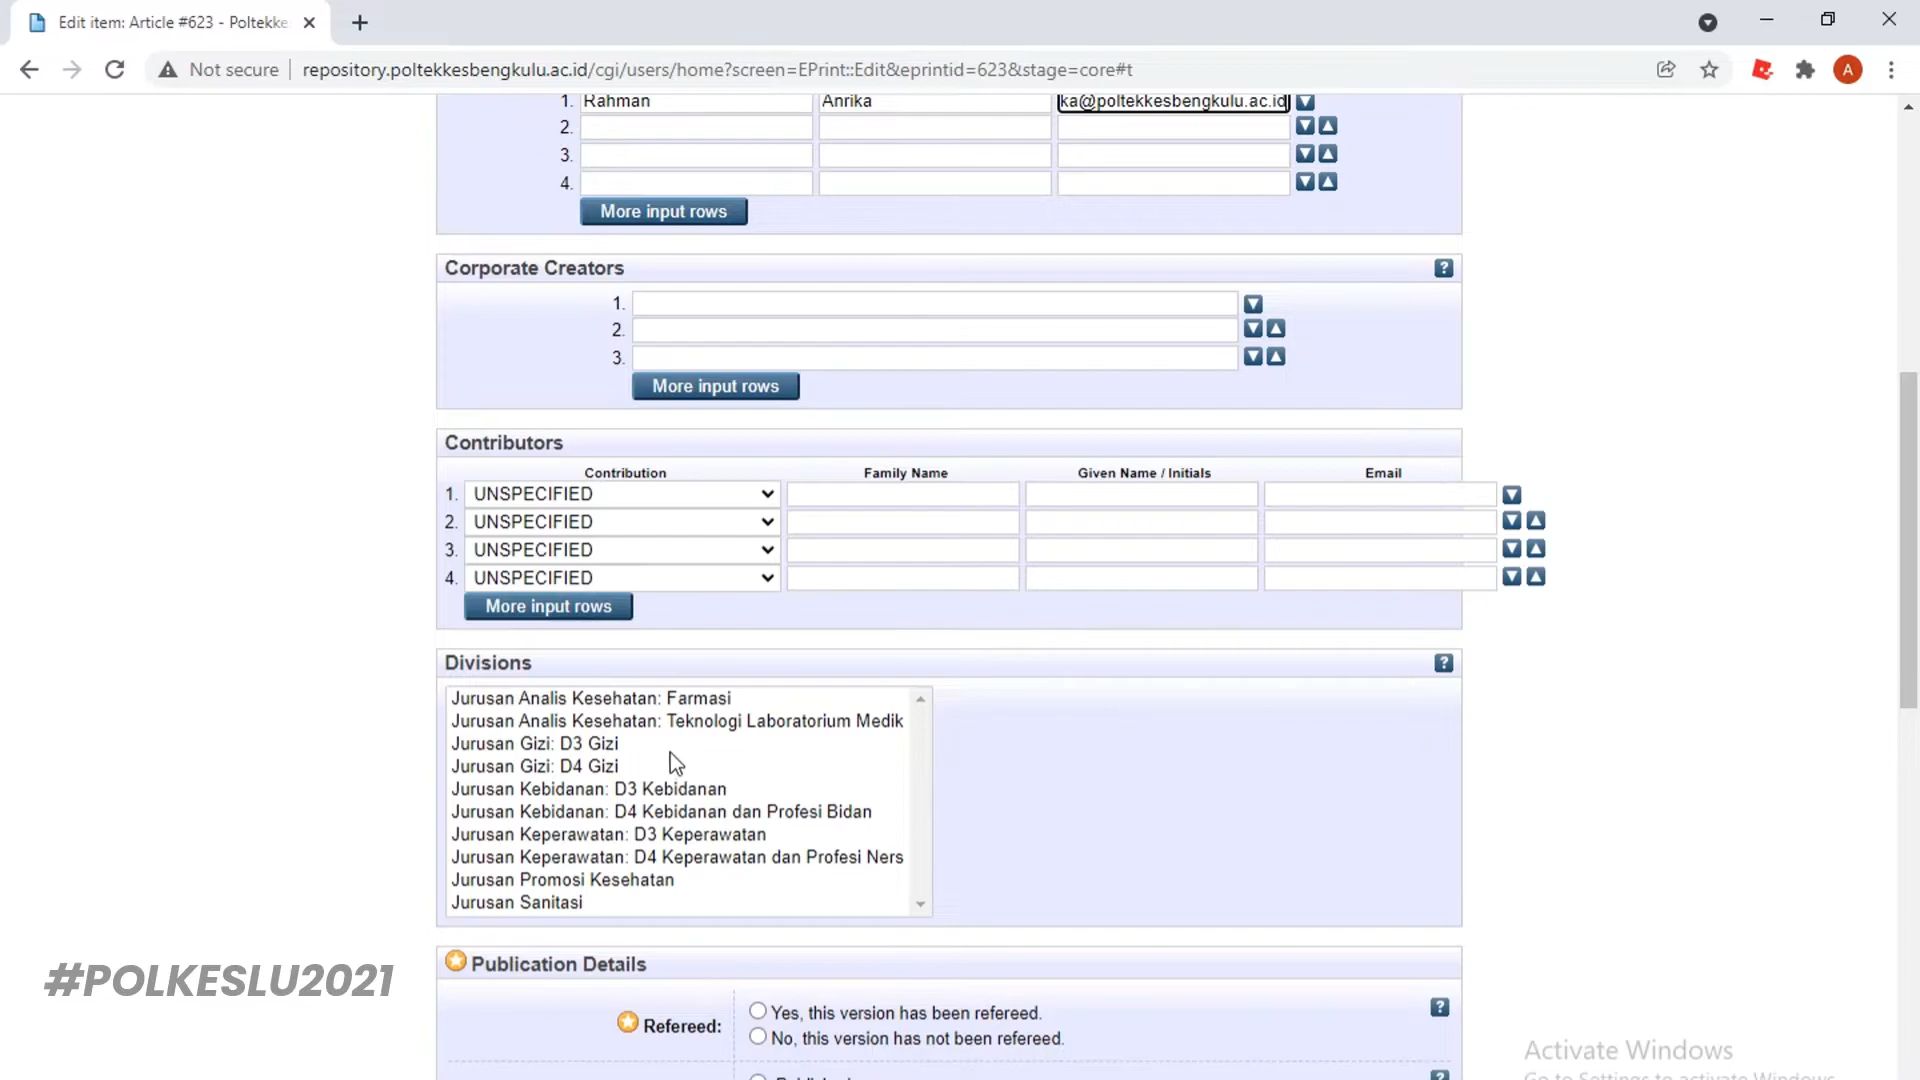 Edit item: Article #623 - Poltekke
Not secure
repository.poltekkesbengkulu.ac.id/cgi/users/home?screen=EPrint::Edit&eprintid=623&stage=core#t
A
1. Rahman Anrika ka@poltekkesbengkulu.ac.id
2.
3.
4.
More input rows
Corporate Creators
?
1.
2.
3.
More input rows
Contributors
Contribution Family Name Given Name / Initials Email
1. UNSPECIFIED
2. UNSPECIFIED
3. UNSPECIFIED
4. UNSPECIFIED
More input rows
Divisions
?
Jurusan Analis Kesehatan: Farmasi
Jurusan Analis Kesehatan: Teknologi Laboratorium Medik
Jurusan Gizi: D3 Gizi
Jurusan Gizi: D4 Gizi
Jurusan Kebidanan: D3 Kebidanan
Jurusan Kebidanan: D4 Kebidanan dan Profesi Bidan
Jurusan Keperawatan: D3 Keperawatan
Jurusan Keperawatan: D4 Keperawatan dan Profesi Ners
Jurusan Promosi Kesehatan
Jurusan Sanitasi
Publication Details
#POLKESLU2021
Refereed:
Yes, this version has been refereed.
No, this version has not been refereed.
?
Activate Windows
Go to Settings to activate Windows